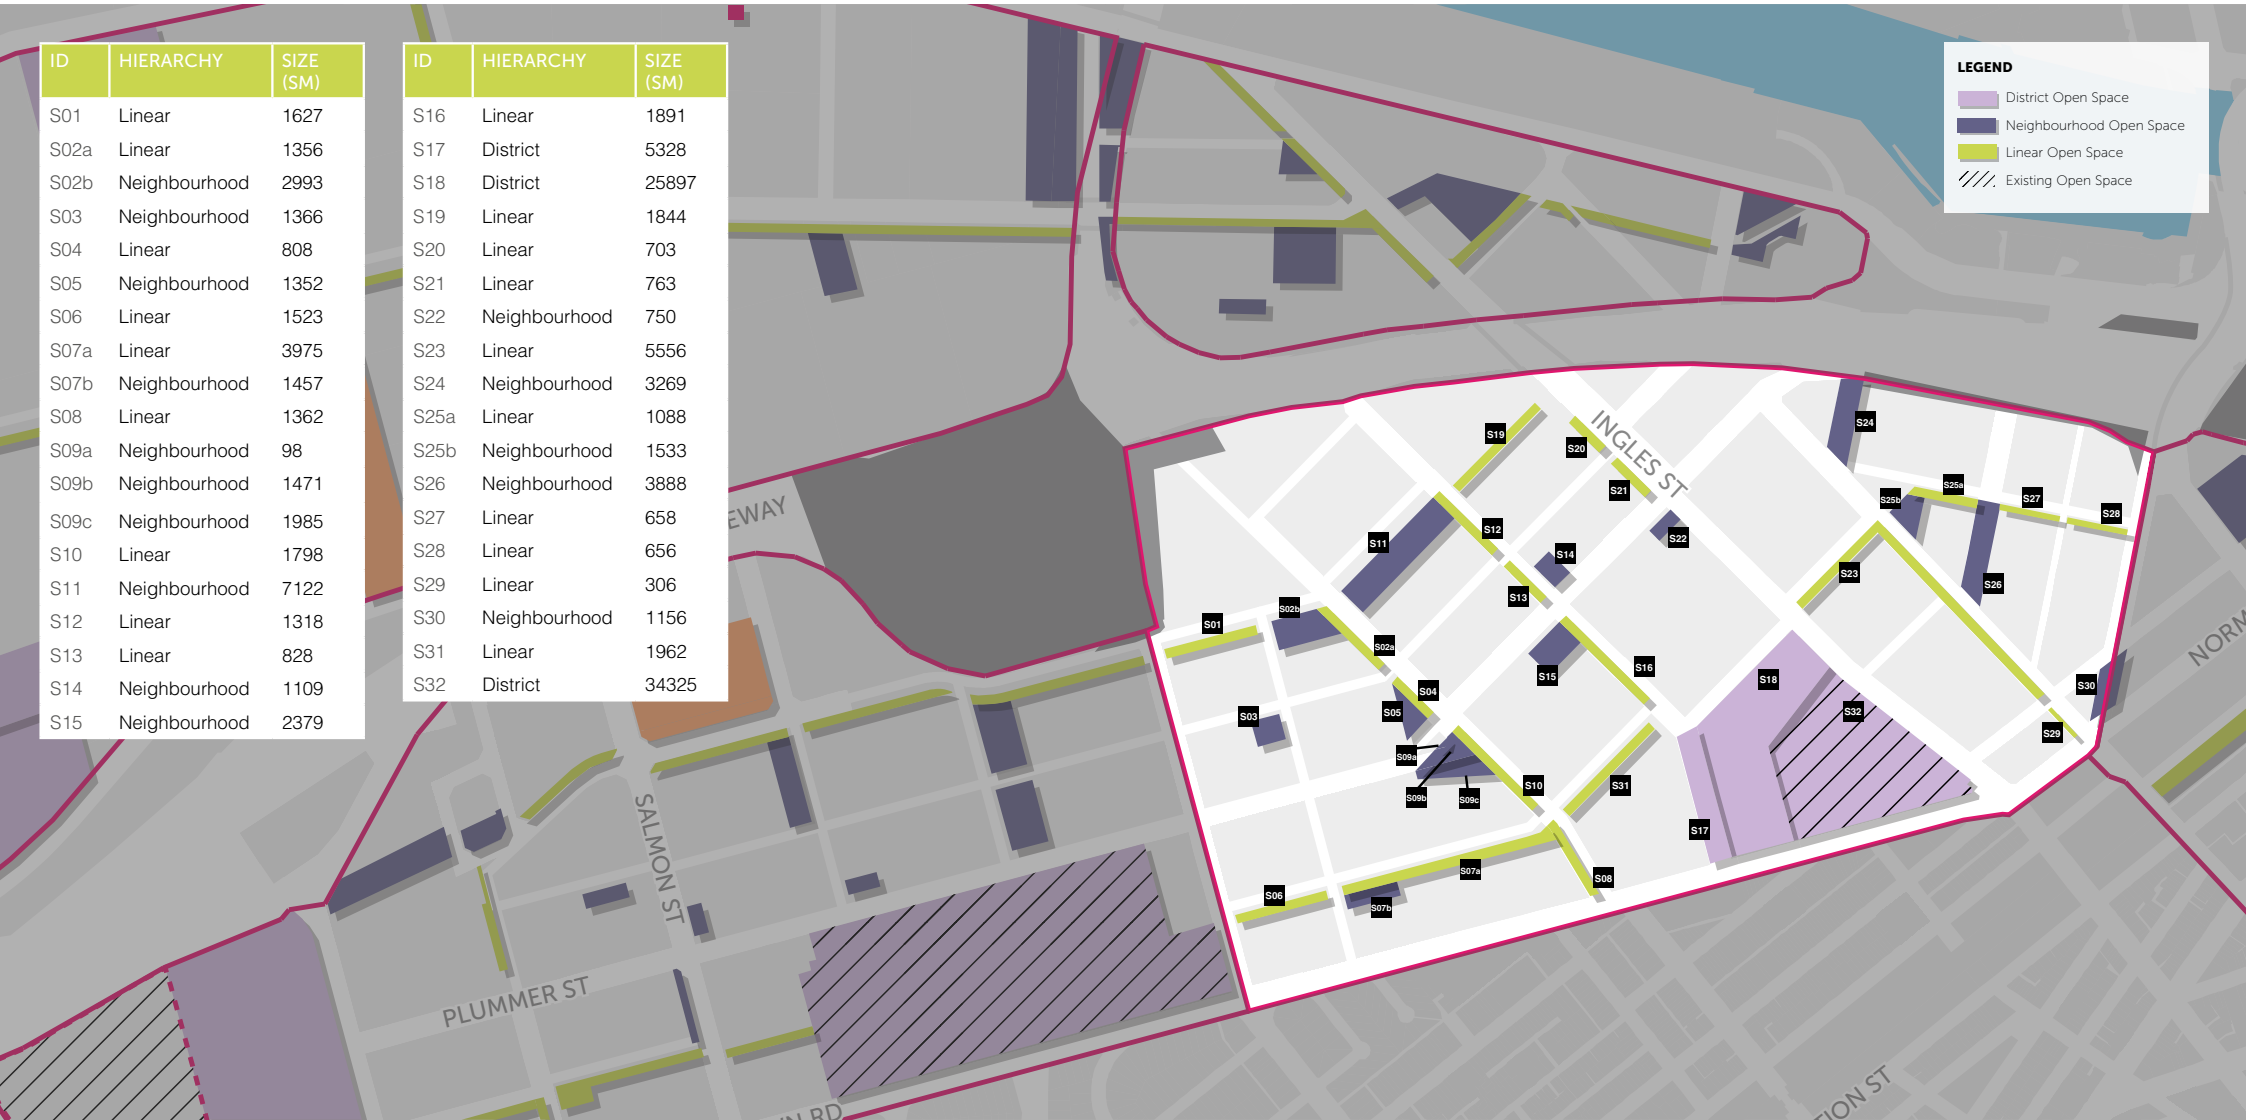 ID HIERARCHY SIZE (SM)
S01 Linear 1627
S02a Linear 1356
S02b Neighbourhood 2993
S03 Neighbourhood 1366
S04 Linear 808
S05 Neighbourhood 1352
S06 Linear 1523
S07a Linear 3975
S07b Neighbourhood 1457
S08 Linear 1362
S09a Neighbourhood 98
S09b Neighbourhood 1471
S09c Neighbourhood 1985
S10 Linear 1798
S11 Neighbourhood 7122
S12 Linear 1318
S13 Linear 828
S14 Neighbourhood 1109
S15 Neighbourhood 2379
ID HIERARCHY SIZE (SM)
S16 Linear 1891
S17 District 5328
S18 District 25897
S19 Linear 1844
S20 Linear 703
S21 Linear 763
S22 Neighbourhood 750
S23 Linear 5556
S24 Neighbourhood 3269
S25a Linear 1088
S25b Neighbourhood 1533
S26 Neighbourhood 3888
S27 Linear 658
S28 Linear 656
S29 Linear 306
S30 Neighbourhood 1156
S31 Linear 1962
S32 District 34325
LEGEND
District Open Space
Neighbourhood Open Space
Linear Open Space
Existing Open Space
INGLES ST
EWAY
NORM
SALMON ST
PLUMMER ST
N RD
TION ST
S19
S20
S24
S21
S25b
S25a
S27
S28
S12
S11
S22
S14
S13
S23
S26
S01
S02b
S02a
S16
S15
S18
S30
S04
S05
S03
S32
S29
S09a
S09b
S09c
S10
S31
S17
S07a
S08
S06
S07b